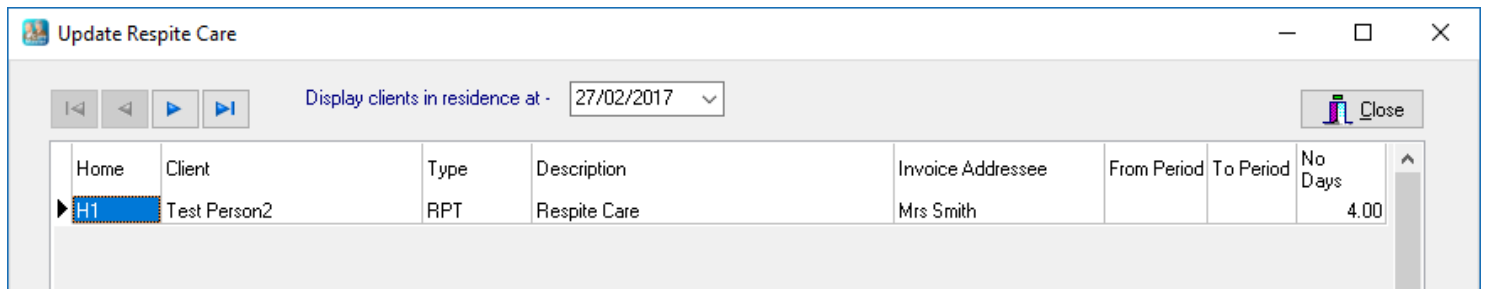 Update Respite Care
Display clients in residence at - 27/02/2017
Close
Home Client Type Description Invoice Addressee From Period To Period No Days
H1 Test Person2 RPT Respite Care Mrs Smith 4.00